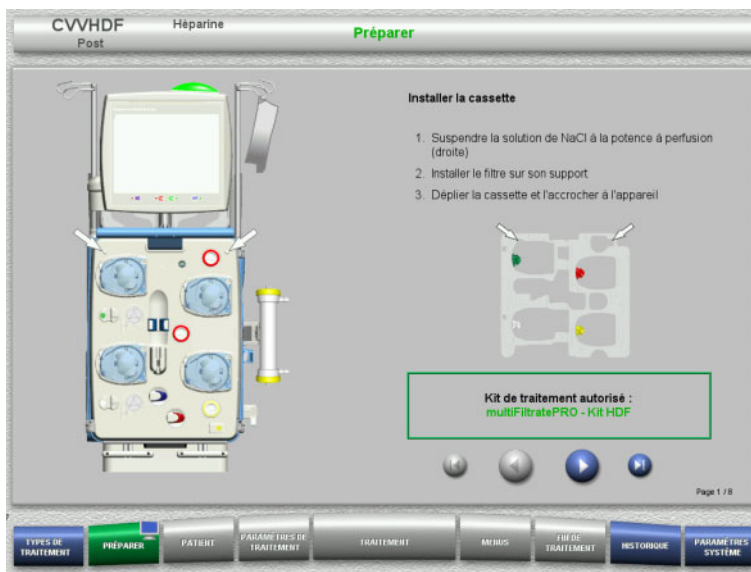 CVVHDF
Héparine
Préparer
Post
Installer la cassette
1. Suspendre la solution de NaCl à la potence à perfusion
(droite)
2. Installer le filtre sur son support
3. Déplier la cassette et l'accrocher à l'appareil
Kit de traitement autorisé :
multiFiltratePRO - Kit HDF
Page 1 / 8
TYPES DE
TRAITEMENT
PRÉPARER
PATIENT
PARAMÈTRES DE
TRAITEMENT
TRAITEMENT
MENUS
FIN DE
TRAITEMENT
HISTORIQUE
PARAMÈTRES
SYSTÈME